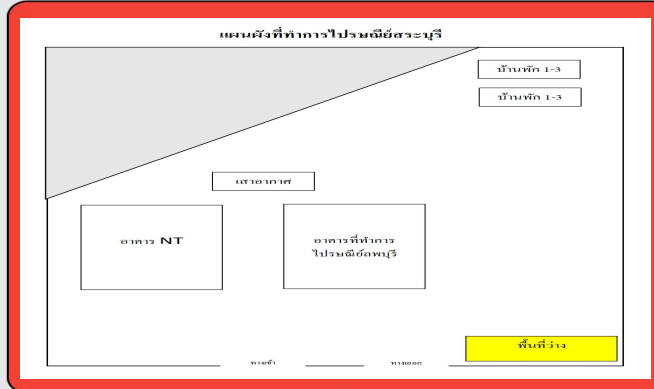 แผนผังที่ทำการไปรษณีย์สระบุรี
บ้านพัก 1-3
บ้านพัก 1-3
เสาอากาศ
อาคาร NT
อาคารที่ทำการ
ไปรษณีย์ลพบุรี
พื้นที่ว่าง
ทางเข้า
ทางออก